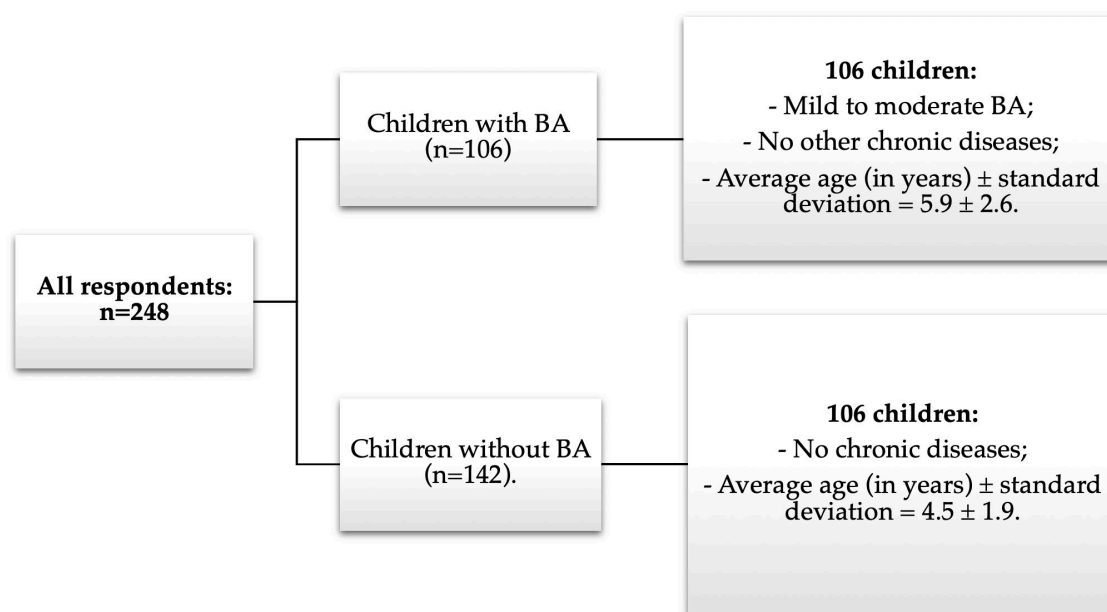 All respondents:
n=248
Children with BA
(n=106)
106 children:
- Mild to moderate BA;
- No other chronic diseases;
- Average age (in years) ± standard
deviation = 5.9 ± 2.6.
Children without BA
(n=142).
106 children:
- No chronic diseases;
- Average age (in years) ± standard
deviation = 4.5 ± 1.9.